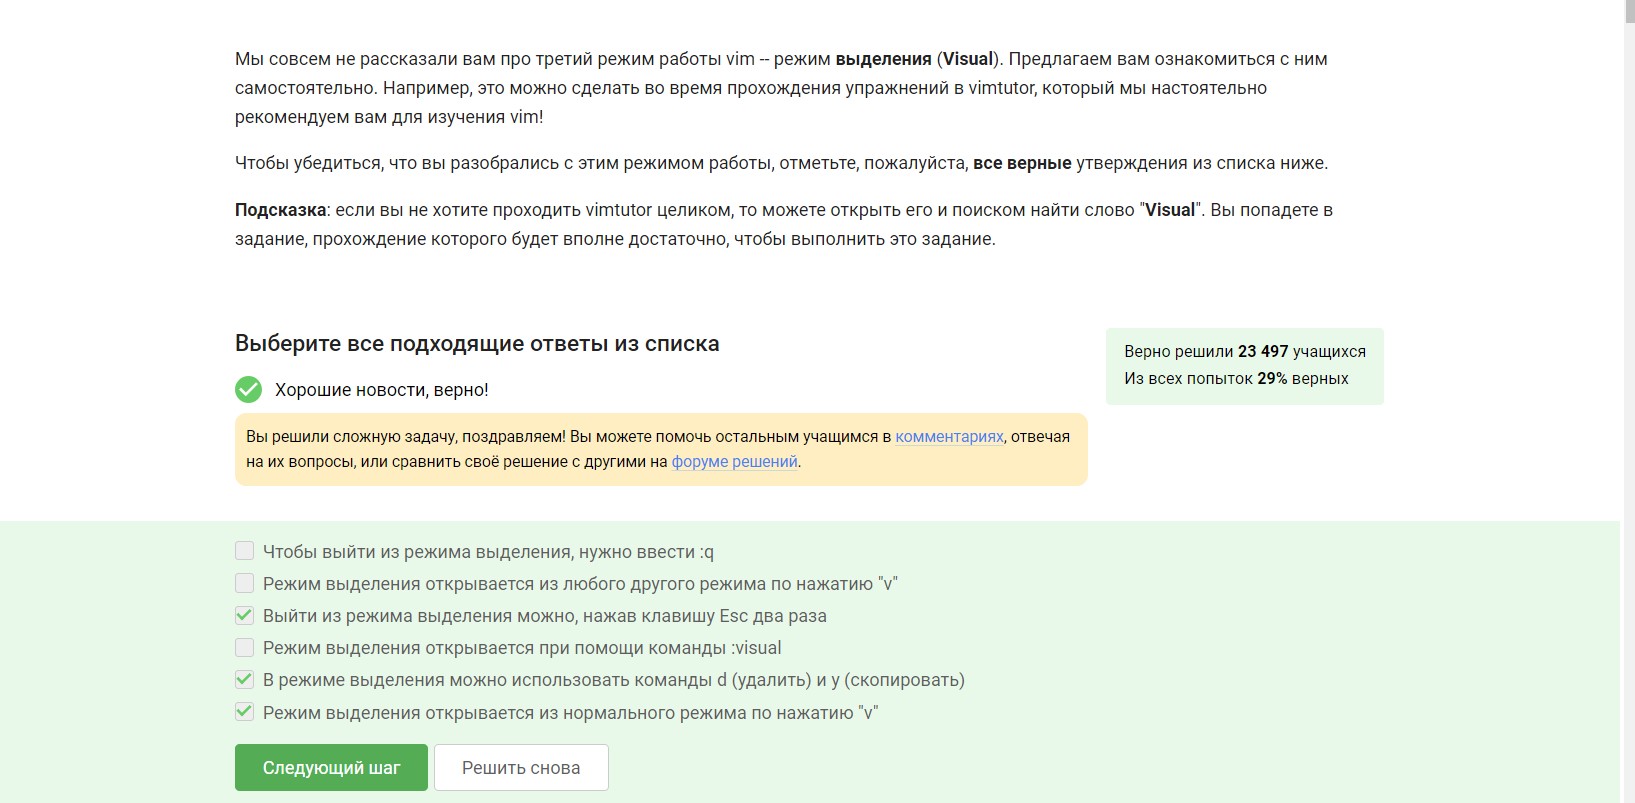 Мы совсем не рассказали вам про третий режим работы vim -- режим выделения (Visual). Предлагаем вам ознакомиться с ним
самостоятельно. Например, это можно сделать во время прохождения упражнений в vimtutor, который мы настоятельно
рекомендуем вам для изучения vim!
Чтобы убедиться, что вы разобрались с этим режимом работы, отметьте, пожалуйста, все верные утверждения из списка ниже.
Подсказка: если вы не хотите проходить vimtutor целиком, то можете открыть его и поиском найти слово "Visual". Вы попадете в
задание, прохождение которого будет вполне достаточно, чтобы выполнить это задание.
Выберите все подходящие ответы из списка
Верно решили 23 497 учащихся
Из всех попыток 29% верных
Хорошие новости, верно!
Вы решили сложную задачу, поздравляем! Вы можете помочь остальным учащимся в комментариях, отвечая
на их вопросы, или сравнить своё решение с другими на форуме решений.
Чтобы выйти из режима выделения, нужно ввести :q
Режим выделения открывается из любого другого режима по нажатию "v"
Выйти из режима выделения можно, нажав клавишу Esc два раза
Режим выделения открывается при помощи команды :visual
В режиме выделения можно использовать команды d (удалить) и y (скопировать)
Режим выделения открывается из нормального режима по нажатию "v"
Следующий шаг
Решить снова